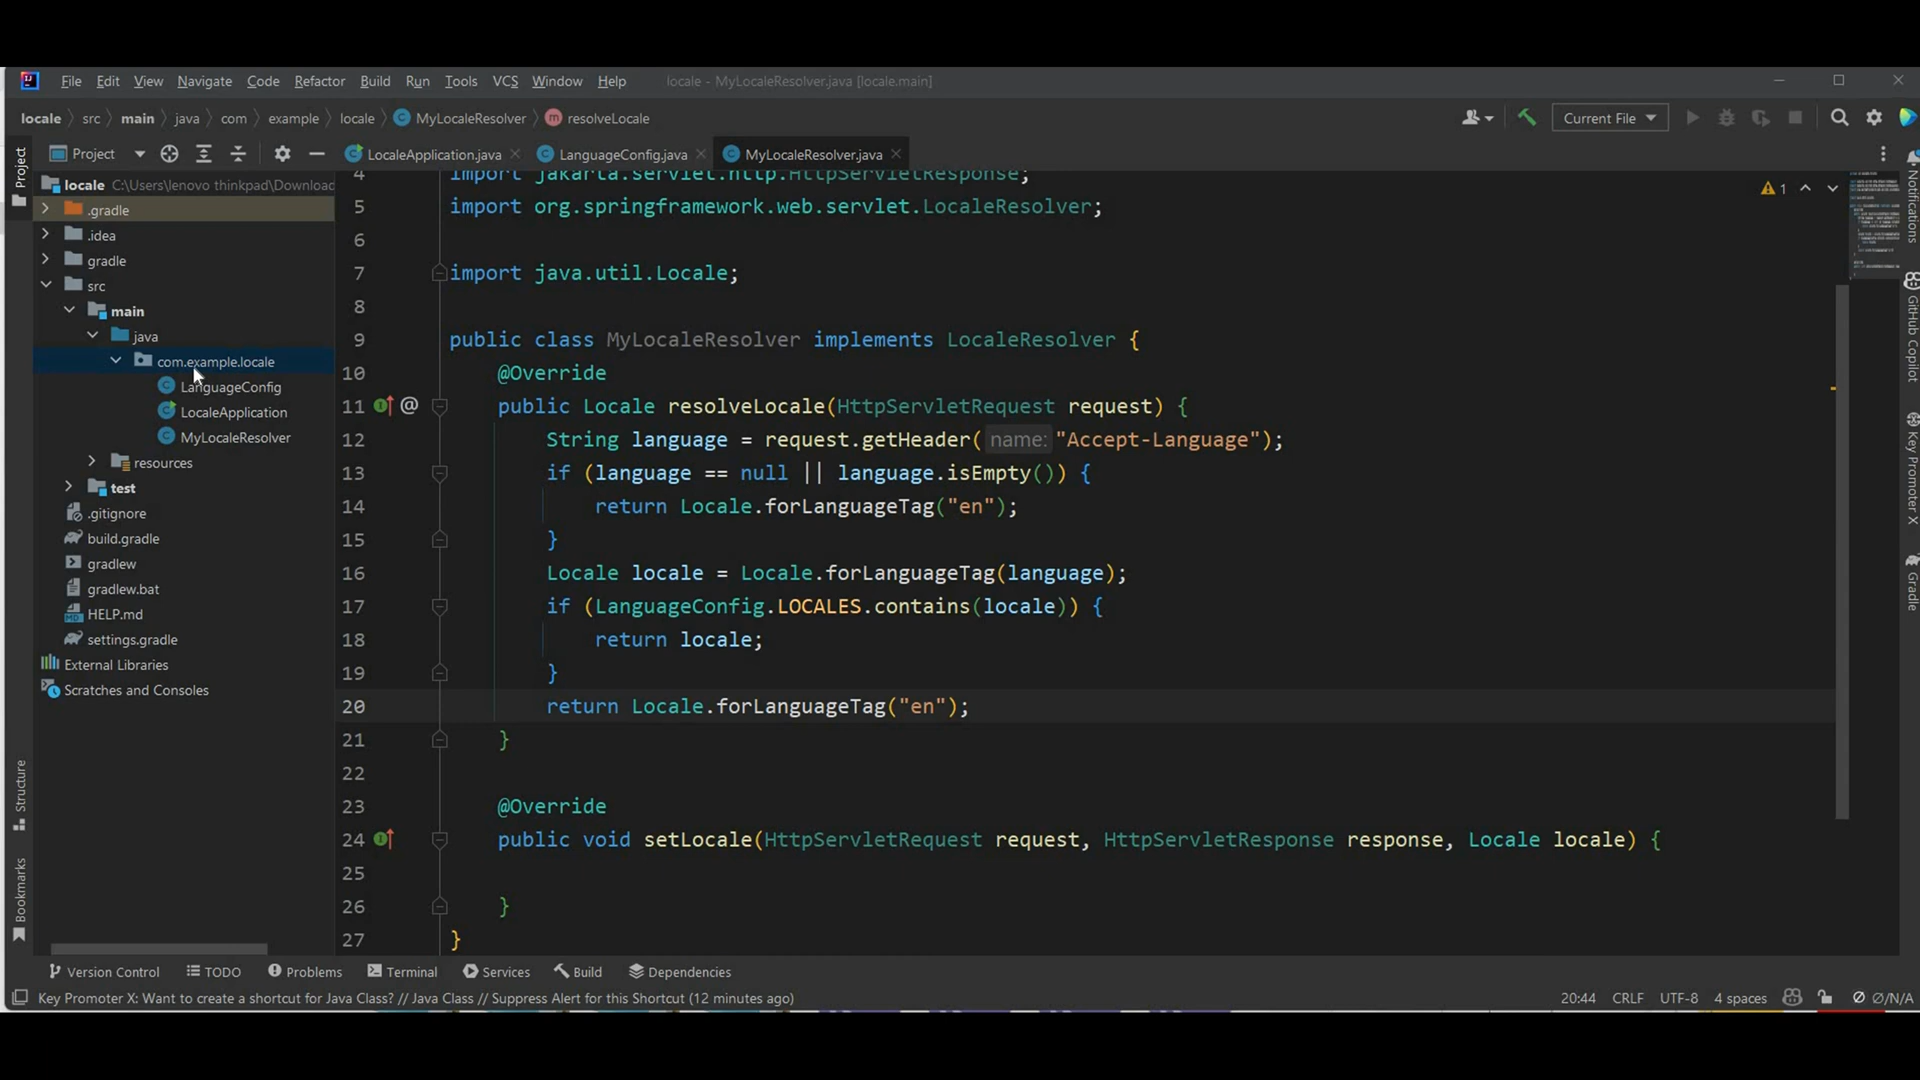 File Edit View Navigate Code Refactor Build Run Tools VCS Window Help locale - MyLocaleResolver.java [locale.main]
locale src main java com example locale MyLocaleResolver resolveLocale Current File
Project LocaleApplication.java LanguageConfig.java MyLocaleResolver.java
Project
locale C:\Users\lenovo thinkpad\Download
.gradle
.idea
gradle
src
main
java
com.example.locale
LanguageConfig
LocaleApplication
MyLocaleResolver
resources
test
.gitignore
build.gradle
gradlew
gradlew.bat
HELP.md
settings.gradle
External Libraries
Scratches and Consoles
Structure
Bookmarks
4 import jakarta.servlet.http.HttpServletResponse;
5 import org.springframework.web.servlet.LocaleResolver;
6
7 import java.util.Locale;
8
9 public class MyLocaleResolver implements LocaleResolver {
10 @Override
11 @ public Locale resolveLocale(HttpServletRequest request) {
12 String language = request.getHeader( name: "Accept-Language");
13 if (language == null || language.isEmpty()) {
14 return Locale.forLanguageTag("en");
15 }
16 Locale locale = Locale.forLanguageTag(language);
17 if (LanguageConfig.LOCALES.contains(locale)) {
18 return locale;
19 }
20 return Locale.forLanguageTag("en");
21 }
22
23 @Override
24 public void setLocale(HttpServletRequest request, HttpServletResponse response, Locale locale) {
25
26 }
27 }
1
Notifications
GitHub Copilot
Key Promoter X
Gradle
Version Control TODO Problems Terminal Services Build Dependencies
Key Promoter X: Want to create a shortcut for Java Class? // Java Class // Suppress Alert for this Shortcut (12 minutes ago) 20:44 CRLF UTF-8 4 spaces Ø/N/A